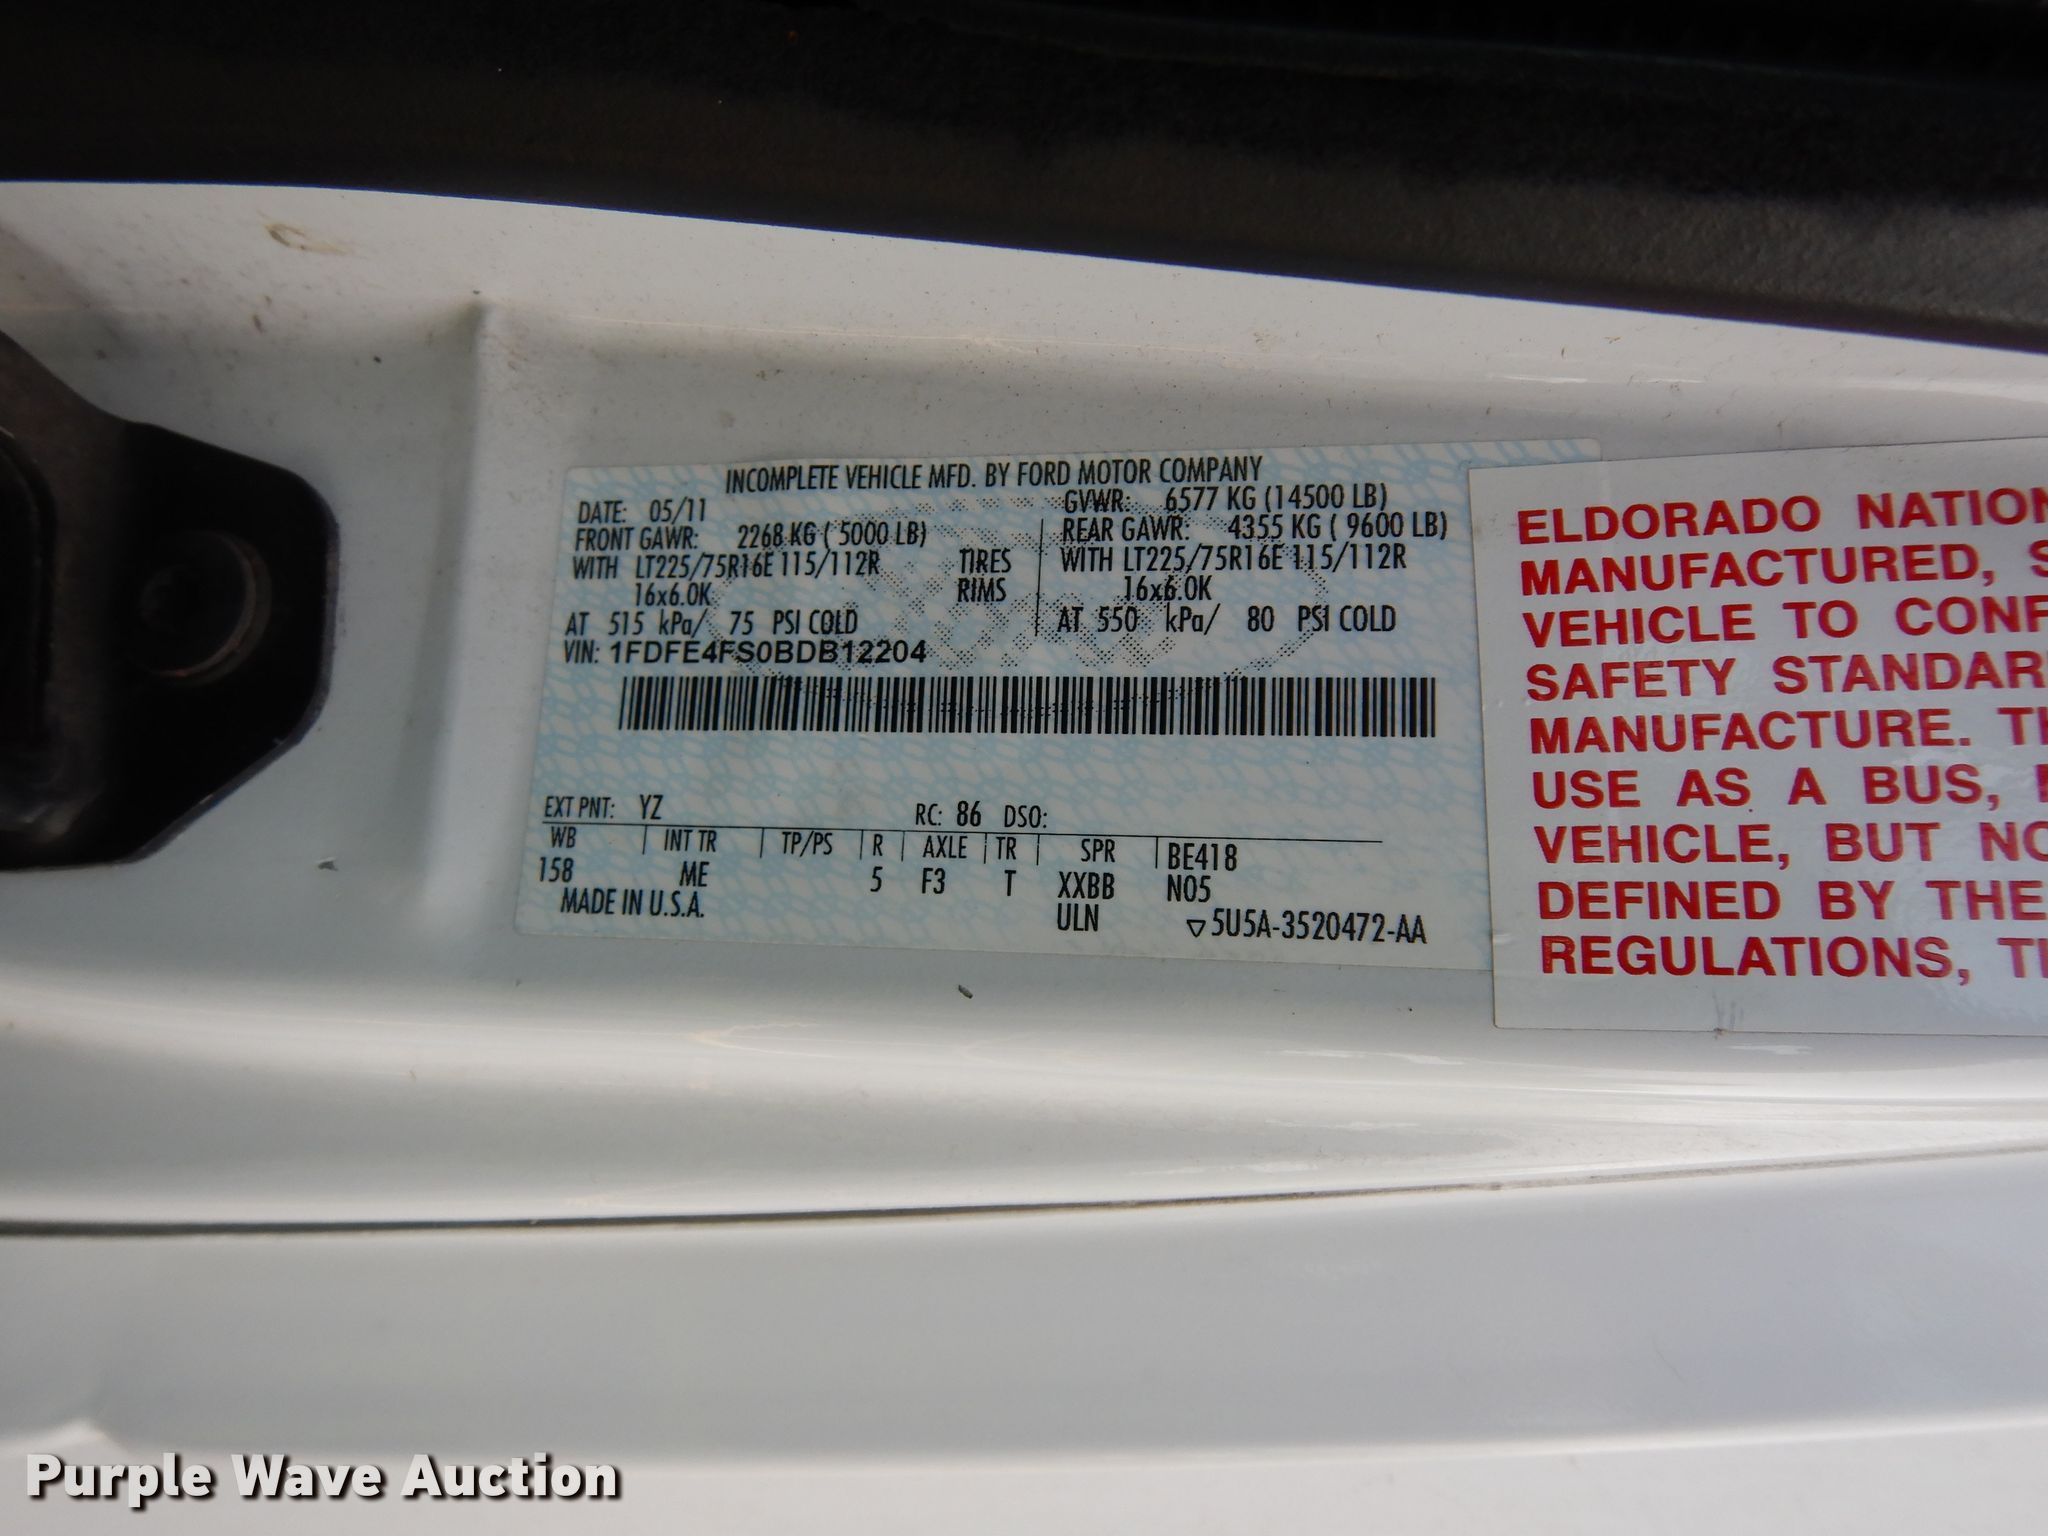 INCOMPLETE VEHICLE MFD. BY FORD MOTOR COMPANY
DATE: 05/11 GVWR: 6577 KG (14500 LB)
FRONT GAWR: 2268 KG ( 5000 LB) REAR GAWR: 4355 KG ( 9600 LB)
WITH LT225/75R16E 115/112R TIRES WITH LT225/75R16E 115/112R
16x6.0K RIMS 16x6.0K
AT 515 kPa/ 75 PSI COLD AT 550 kPa/ 80 PSI COLD
VIN: 1FDFE4FS0BDB12204
EXT PNT: YZ RC: 86 DSO:
WB INT TR TP/PS R AXLE TR SPR BE418
158 ME 5 F3 T XXBB N05
MADE IN U.S.A. ULN ▽5U5A-3520472-AA
ELDORADO NATION
MANUFACTURED, S
VEHICLE TO CONF
SAFETY STANDAR
MANUFACTURE. TH
USE AS A BUS,
VEHICLE, BUT NO
DEFINED BY THE
REGULATIONS, T
Purple Wave Auction